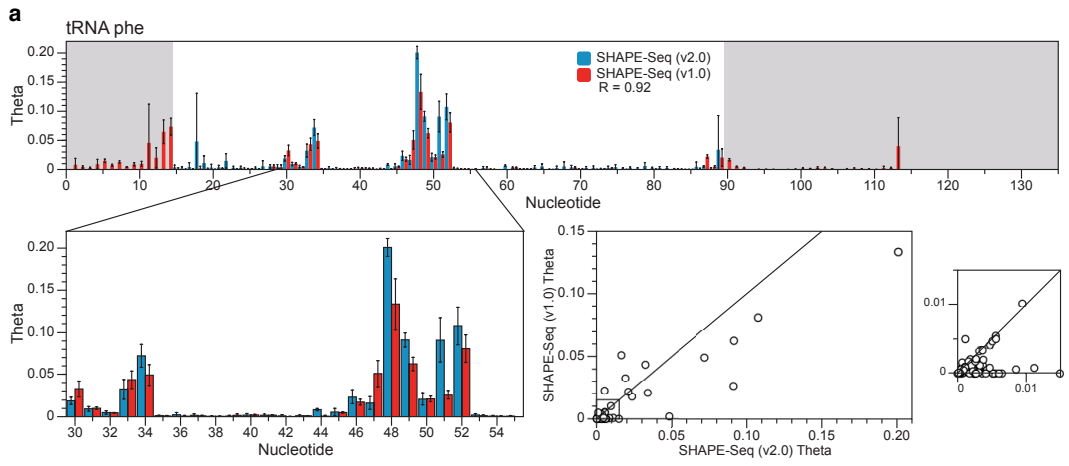 a
tRNA phe
0.20
0.15
0.10
0.05
0
Theta
SHAPE-Seq (v2.0)
SHAPE-Seq (v1.0)
R = 0.92
0 10 20 30 40 50 60 70 80 90 100 110 120 130
Nucleotide
0.20
0.15
0.10
0.05
0
Theta
30 32 34 36 38 40 42 44 46 48 50 52 54
Nucleotide
0.15
0.10
0.05
0
SHAPE-Seq (v1.0) Theta
0 0.05 0.10 0.15 0.20
SHAPE-Seq (v2.0) Theta
0.01
0
0 0.01